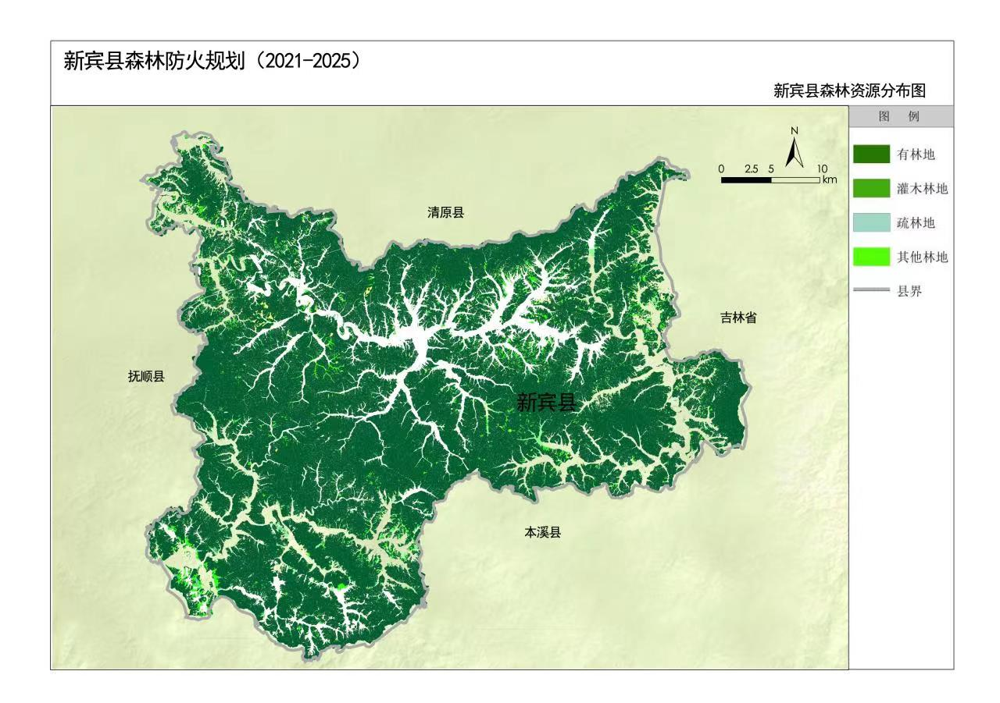 新宾县森林防火规划（2021-2025）
新宾县森林资源分布图
图 例
N
0 2.5 5 10
km
有林地
灌木林地
疏林地
其他林地
县界
清原县
吉林省
抚顺县
新宾县
本溪县